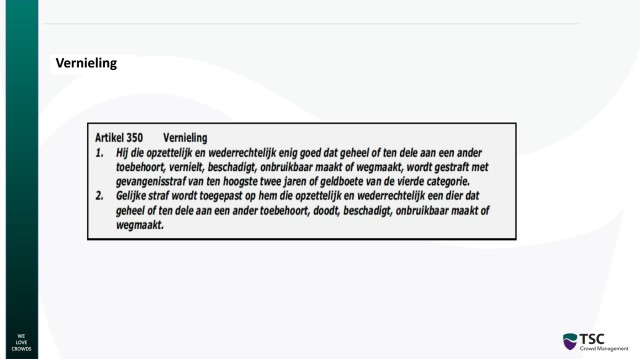 Vernieling
Artikel 350 Vernieling
1. Hij die opzettelijk en wederrechtelijk enig goed dat geheel of ten dele aan een ander
toebehoort, vernielt, beschadigt, onbruikbaar maakt of wegmaakt, wordt gestraft met
gevangenisstraf van ten hoogste twee jaren of geldboete van de vierde categorie.
2. Gelijke straf wordt toegepast op hem die opzettelijk en wederrechtelijk een dier dat
geheel of ten dele aan een ander toebehoort, doodt, beschadigt, onbruikbaar maakt of
wegmaakt.
WE
LOVE
CROWDS
TSC
Crowd Management